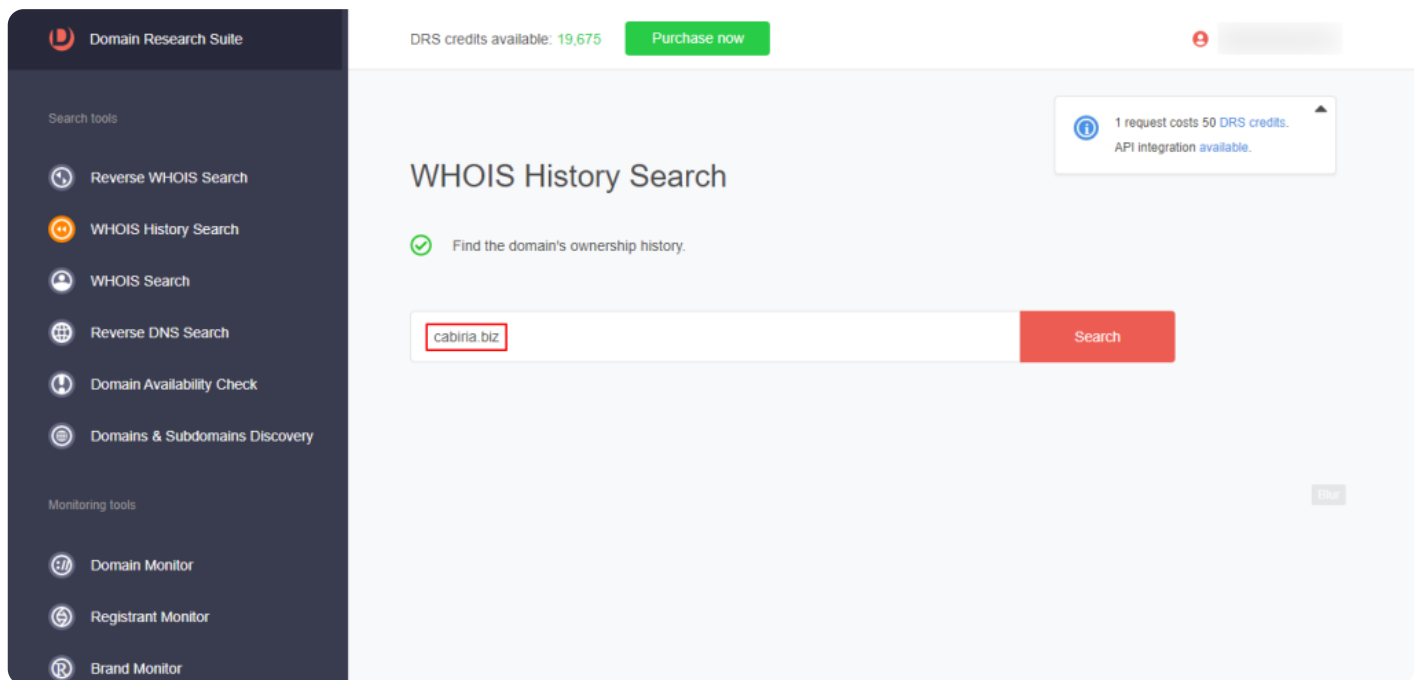 Domain Research Suite
DRS credits available: 19,675
Purchase now
Search tools
Reverse WHOIS Search
WHOIS History Search
WHOIS Search
Reverse DNS Search
Domain Availability Check
Domains & Subdomains Discovery
Monitoring tools
Domain Monitor
Registrant Monitor
Brand Monitor
1 request costs 50 DRS credits.
API integration available.
WHOIS History Search
Find the domain's ownership history.
cabiria.biz
Search
Blur